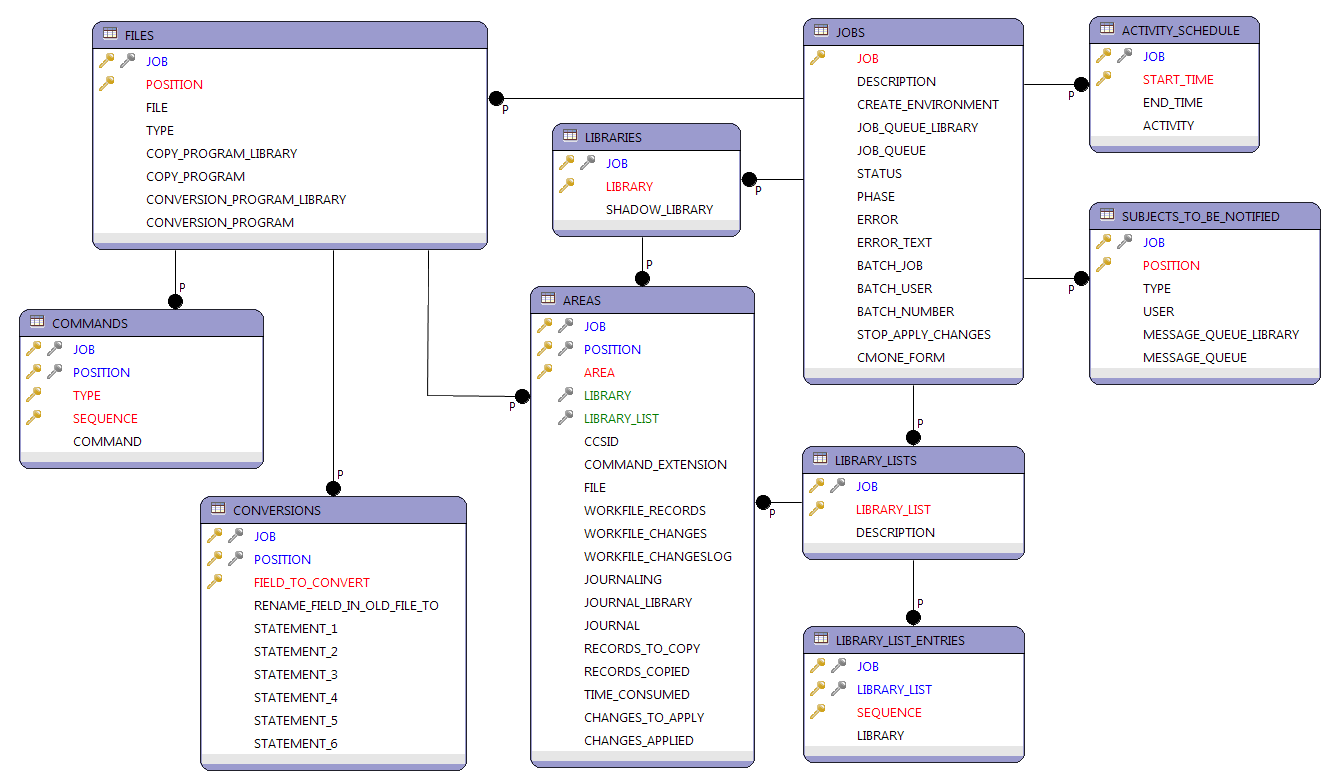 FILES
JOB
POSITION
FILE
TYPE
COPY_PROGRAM_LIBRARY
COPY_PROGRAM
CONVERSION_PROGRAM_LIBRARY
CONVERSION_PROGRAM
P
P
P
P
COMMANDS
JOB
POSITION
TYPE
SEQUENCE
COMMAND
CONVERSIONS
JOB
POSITION
FIELD_TO_CONVERT
RENAME_FIELD_IN_OLD_FILE_TO
STATEMENT_1
STATEMENT_2
STATEMENT_3
STATEMENT_4
STATEMENT_5
STATEMENT_6
LIBRARIES
JOB
LIBRARY
SHADOW_LIBRARY
P
P
AREAS
JOB
POSITION
AREA
LIBRARY
LIBRARY_LIST
CCSID
COMMAND_EXTENSION
FILE
WORKFILE_RECORDS
WORKFILE_CHANGES
WORKFILE_CHANGESLOG
JOURNALING
JOURNAL_LIBRARY
JOURNAL
RECORDS_TO_COPY
RECORDS_COPIED
TIME_CONSUMED
CHANGES_TO_APPLY
CHANGES_APPLIED
P
JOBS
JOB
DESCRIPTION
CREATE_ENVIRONMENT
JOB_QUEUE_LIBRARY
JOB_QUEUE
STATUS
PHASE
ERROR
ERROR_TEXT
BATCH_JOB
BATCH_USER
BATCH_NUMBER
STOP_APPLY_CHANGES
CMONE_FORM
P
P
P
LIBRARY_LISTS
JOB
LIBRARY_LIST
DESCRIPTION
P
LIBRARY_LIST_ENTRIES
JOB
LIBRARY_LIST
SEQUENCE
LIBRARY
ACTIVITY_SCHEDULE
JOB
START_TIME
END_TIME
ACTIVITY
SUBJECTS_TO_BE_NOTIFIED
JOB
POSITION
TYPE
USER
MESSAGE_QUEUE_LIBRARY
MESSAGE_QUEUE